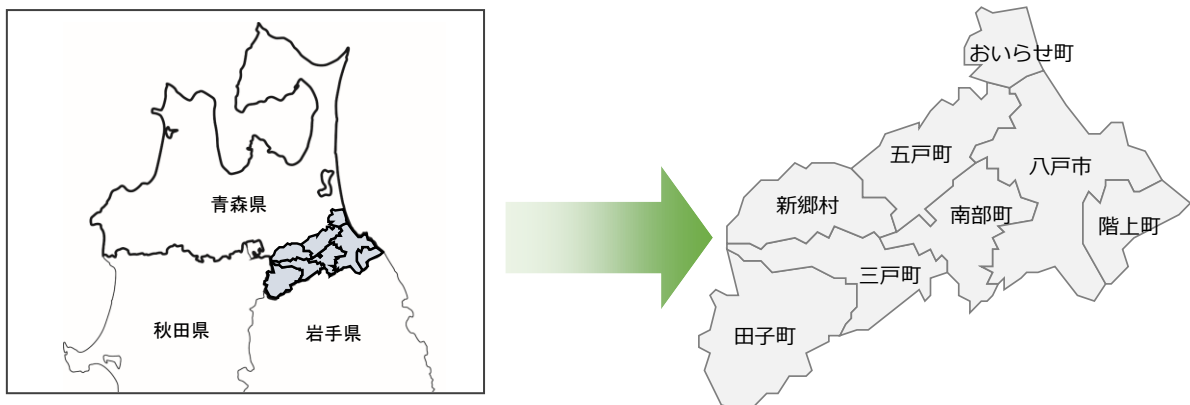 青森県
秋田県
岩手県
おいらせ町
五戸町
八戸市
新郷村
南部町
階上町
三戸町
田子町